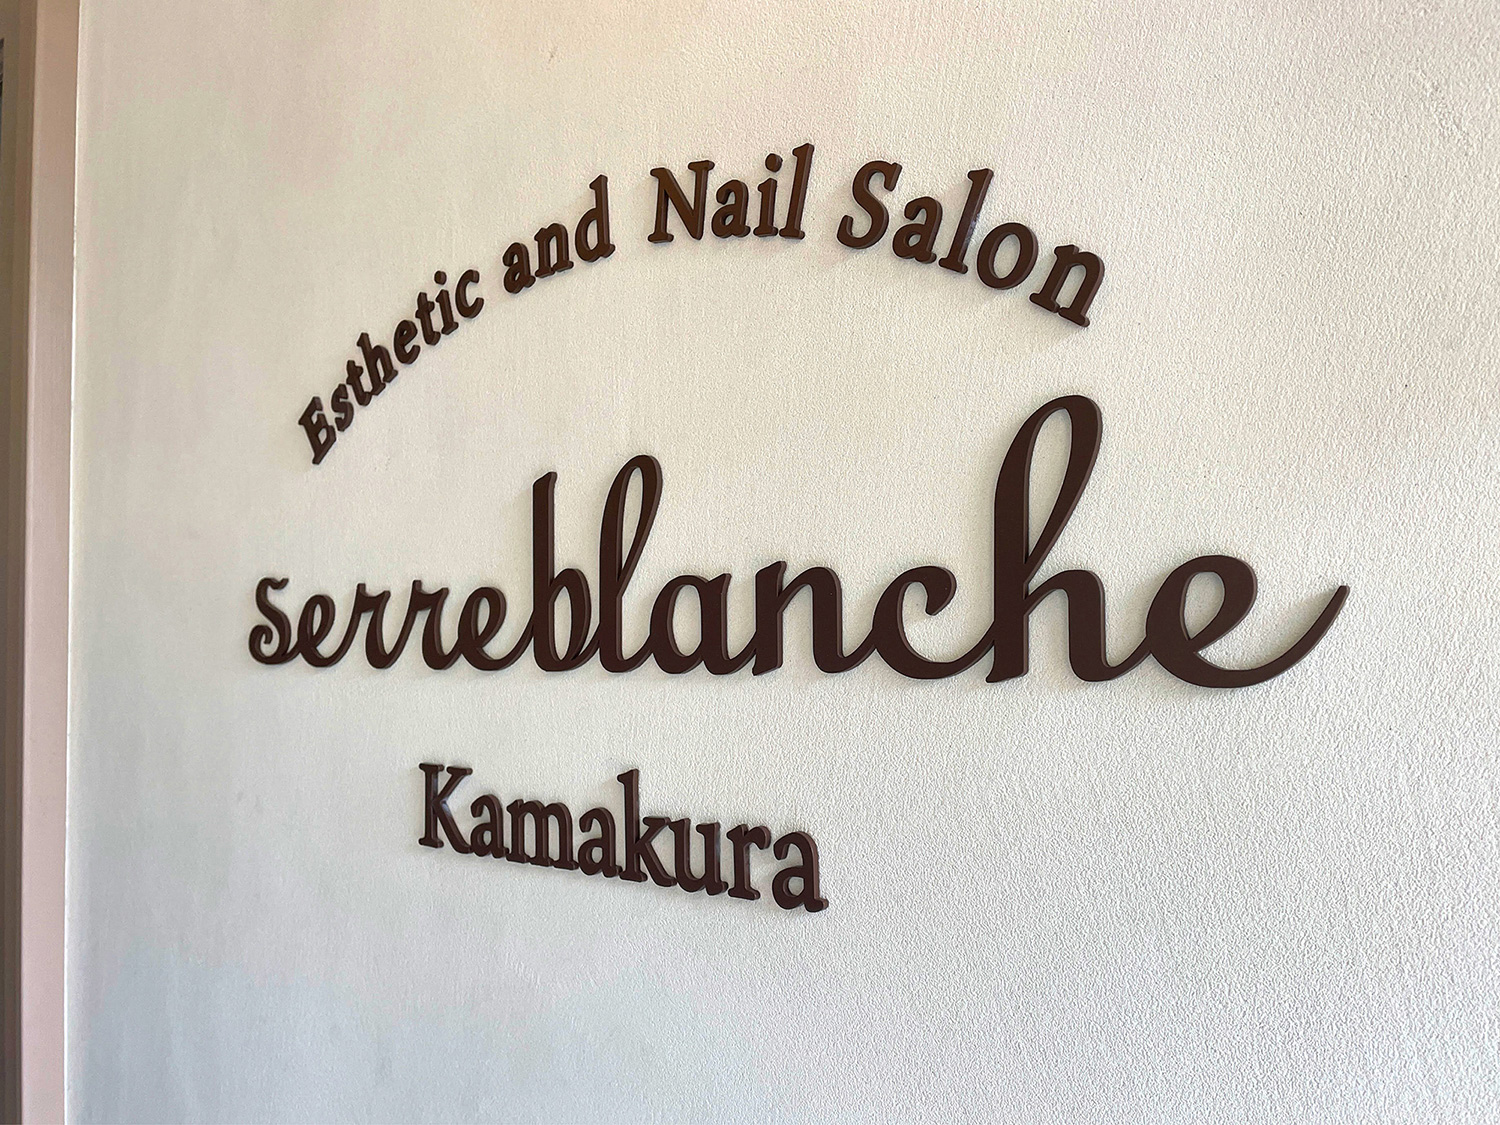 Esthetic and Nail Salon
Serreblanche
Kamakura